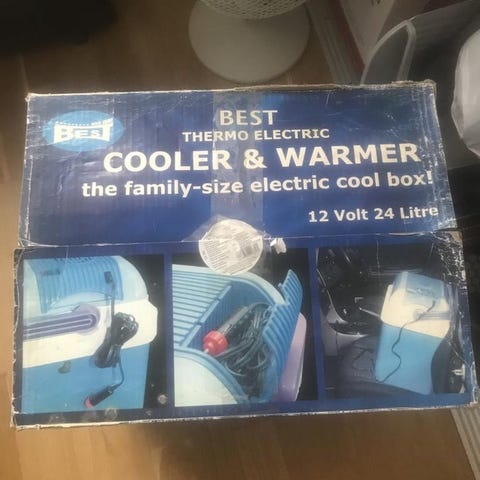 BEST
BEST
THERMO ELECTRIC
COOLER & WARMER
the family-size electric cool box!
12 Volt 24 Litre